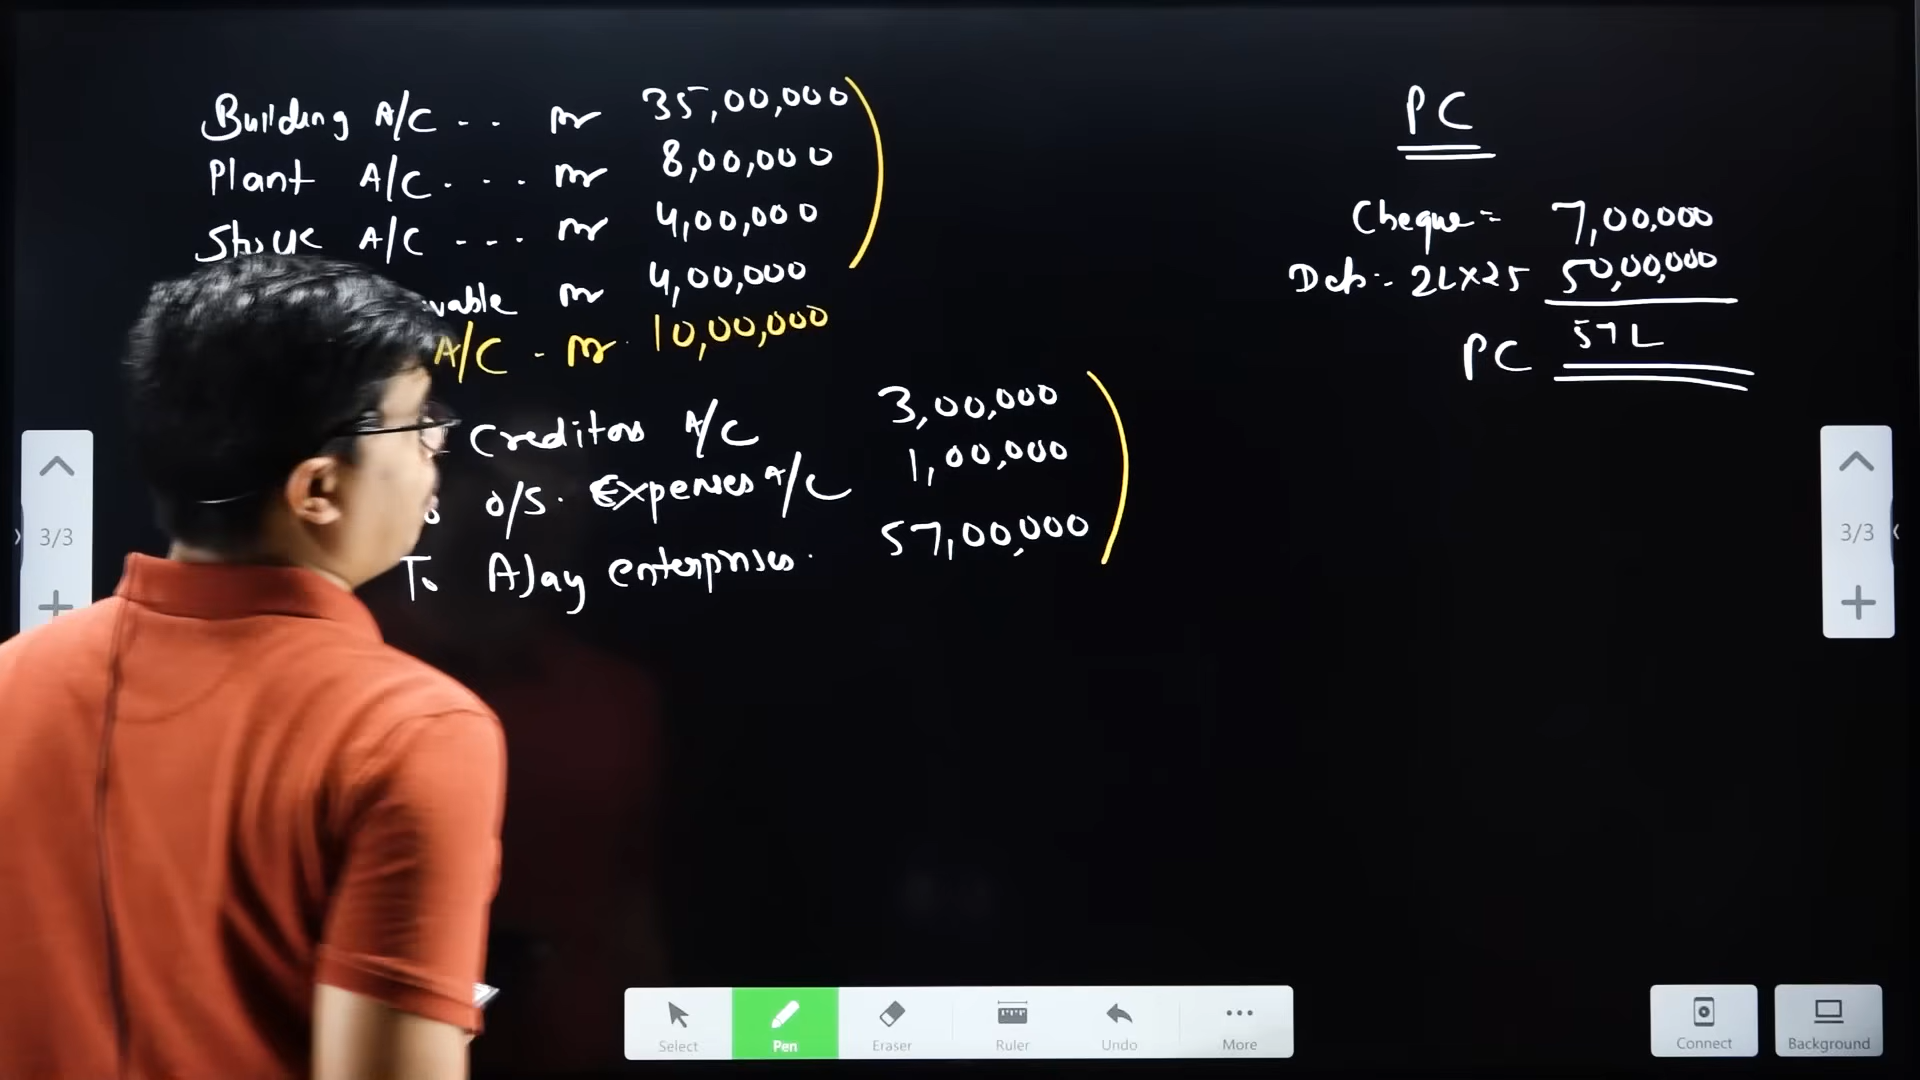 Building A/C .. Dr 35,00,000
Plant A/C ... Dr 8,00,000
Stock A/C ... Dr 4,00,000
vable Dr 4,00,000
A/C - Dr. 10,00,000
Creditors A/C 3,00,000
O/S. Expenses A/C 1,00,000
To AJay enterprises. 57,00,000
PC
Cheque = 7,00,000
Deb:- 2L×25 50,00,000
PC 57L
3/3
3/3
Select
Pen
Eraser
Ruler
Undo
More
Connect
Background